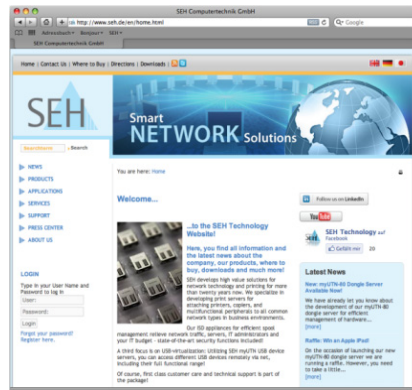 SEH Computertechnik GmbH
http://www.seh.de/en/home.html
Google
Adressbuch Bonjour SEH
SEH Computertechnik GmbH
Home | Contact Us | Where to Buy | Directions | Downloads |
SEH
Smart
NETWORK Solutions
Search
NEWS
PRODUCTS
APPLICATIONS
SERVICES
SUPPORT
PRESS CENTER
ABOUT US
LOGIN
Type in your User Name and
Password to log in
User:
Password:
Login
Forgot your password?
Register here.
You are here: Home
Welcome...
...to the SEH Technology
Website!
Here, you find all information and
the latest news about the
company, our products, where to
buy, downloads and much more!
SEH develops high value solutions for
network technology and printing for more
than twenty years now. We specialize in
developing print servers for
attaching printers, copiers, and
multifunctional peripherals to all common
network types in business environments.
Our ISD appliances for efficient spool
management relieve network traffic, servers, IT administrators and
your IT budget - state-of-the-art security functions included!
A third focus is on USB-virtualization: Utilizing SEH myUTN USB device
servers, you can access different USB devices remotely via net,
including their full functional range!
Of course, first class customer care and technical support is part of
the package!
Follow us on LinkedIn
You Tube
SEH Technology auf
Facebook
Gefällt mir 20
Latest News
New: myUTN-80 Dongle Server
Available Now!
We have already let you know about
the development of our myUTN-80
dongle server for efficient
management of hardware...
[more]
Raffle: Win an Apple iPad!
On the occasion of launching our new
myUTN-80 dongle server we are
running a raffle. However, you need
to take a little...
[more]